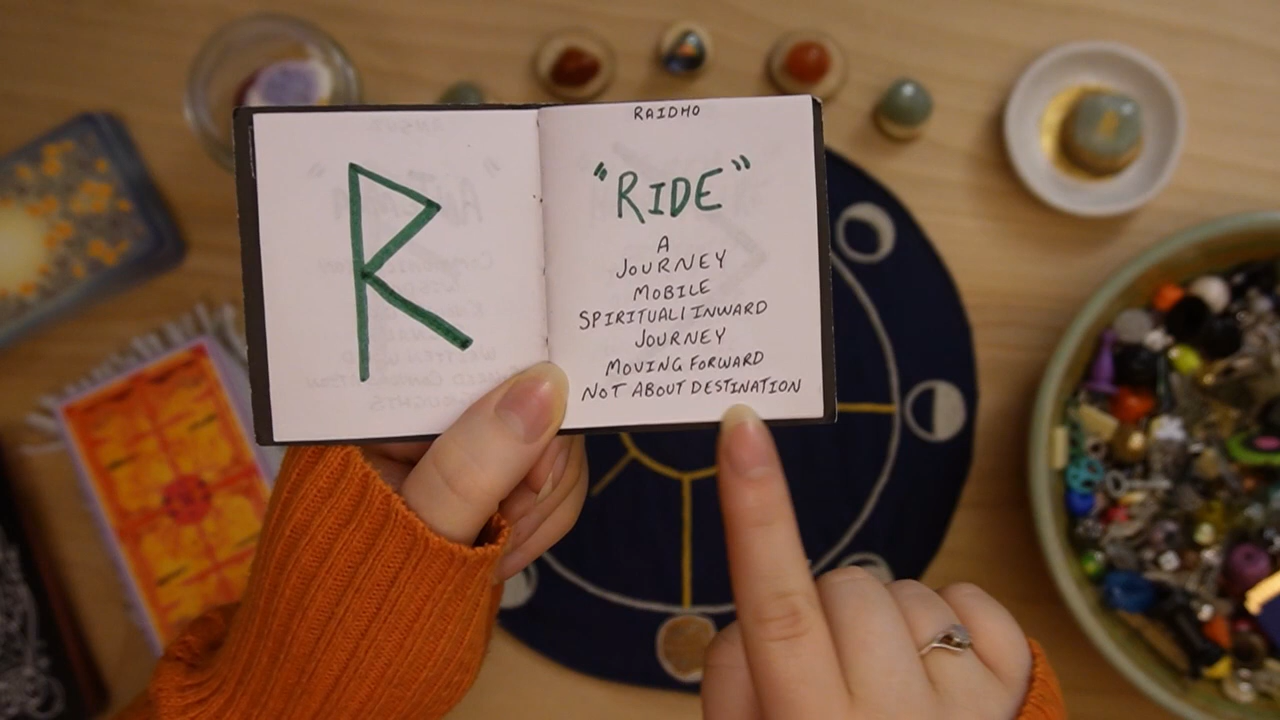 R
RAIDHO
"RIDE"
A
JOURNEY
MOBILE
SPIRITUAL/INWARD
JOURNEY
MOVING FORWARD
NOT ABOUT DESTINATION